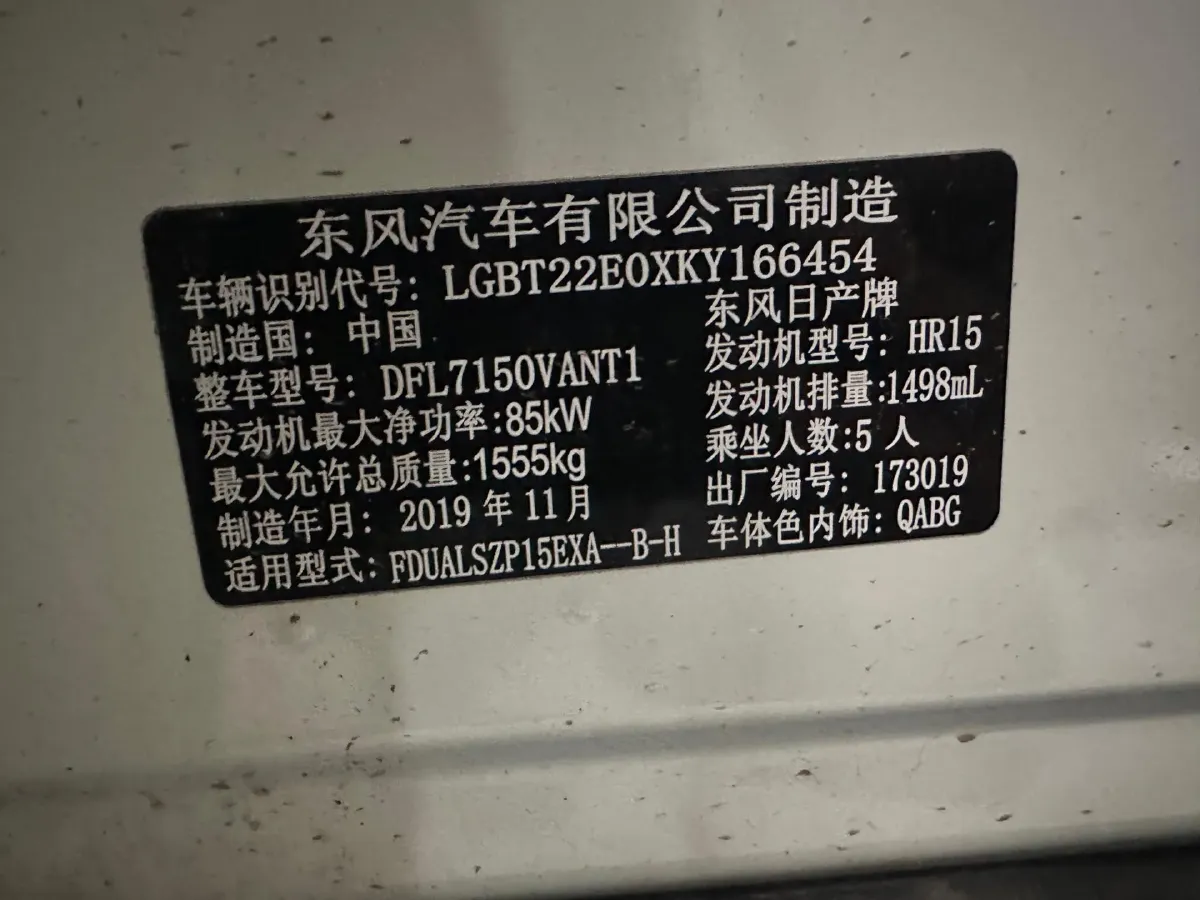 东风汽车有限公司制造
车辆识别代号: LGBT22E0XKY166454
制造国: 中国 东风日产牌
整车型号: DFL7150VANT1 发动机型号: HR15
发动机最大净功率:85kW 发动机排量:1498mL
最大允许总质量:1555kg 乘坐人数:5 人
制造年月: 2019 年 11 月 出厂编号: 173019
适用型式: FDUALSZP15EXA--B-H 车体色内饰: QABG